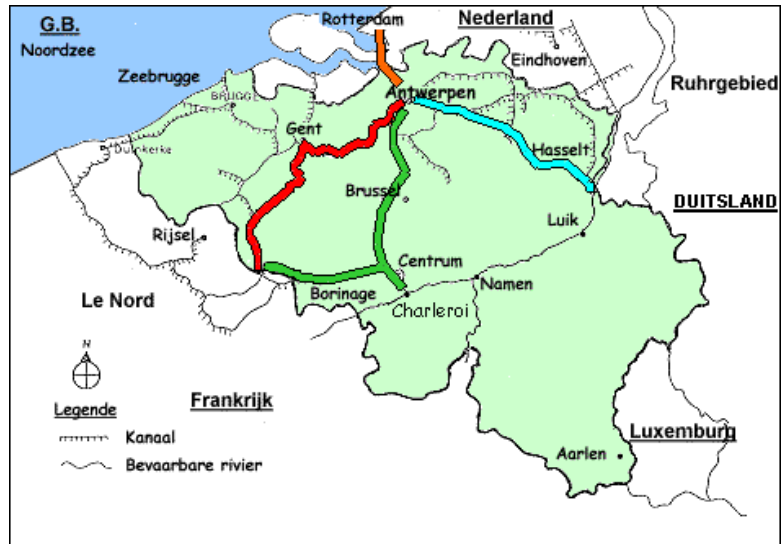 G.B.
Noordzee
Rotterdam
Nederland
Zeebrugge
Eindhoven
Ruhrgebied
BRUGGE
Antwerpen
Gent
Duinkerke
Hasselt
Brussel
DUITSLAND
Rijsel
Luik
Centrum
Le Nord
Borinage
Namen
Charleroi
N
Frankrijk
Legende
Kanaal
Luxemburg
Bevaarbare rivier
Aarlen